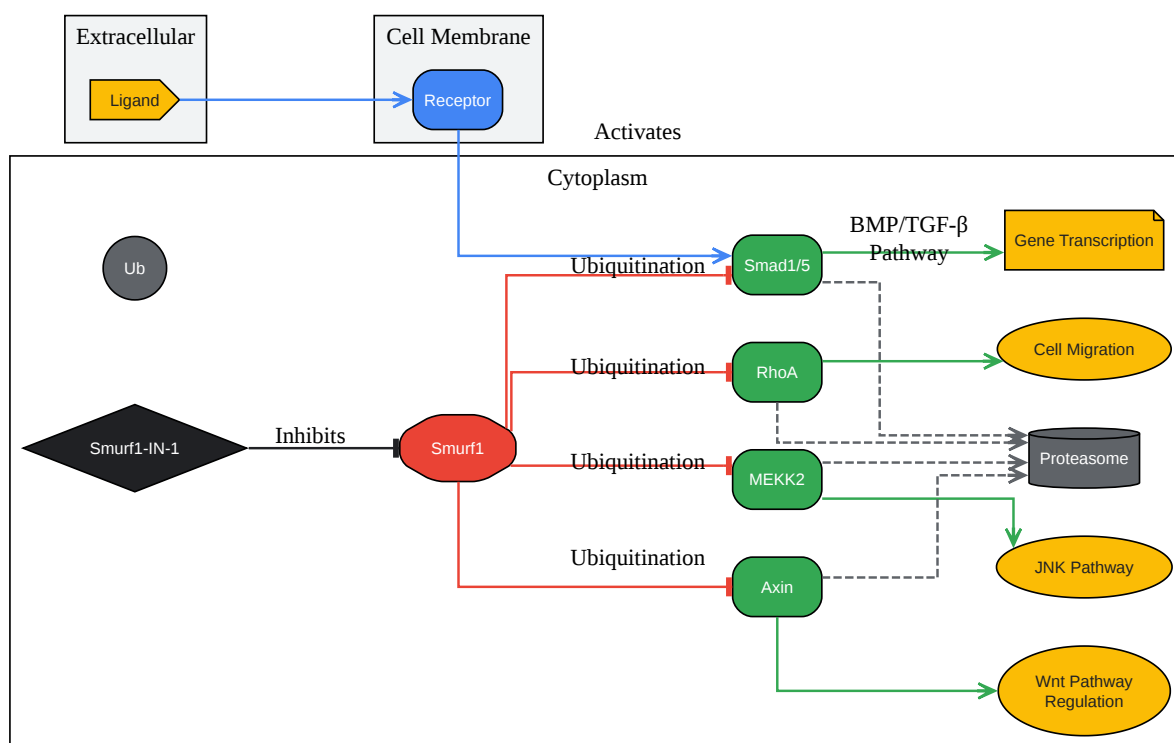 Extracellular
Cell Membrane
Ligand
Receptor
Activates
Cytoplasm
BMP/TGF-β
Pathway
Gene Transcription
Ub
Ubiquitination
Smad1/5
Cell Migration
Ubiquitination
RhoA
Smurf1-IN-1
Inhibits
Smurf1
Ubiquitination
MEKK2
Proteasome
Ubiquitination
Axin
JNK Pathway
Wnt Pathway
Regulation